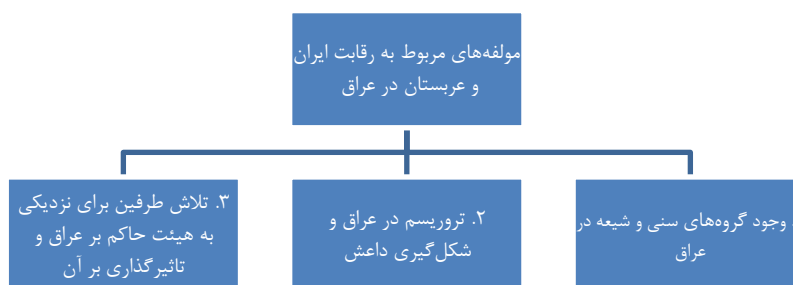 مولفه‌های مربوط به رقابت ایران
و عربستان در عراق
. وجود گروه‌های سنی و شیعه در
عراق
۲. تروریسم در عراق و
شکل‌گیری داعش
۳. تلاش طرفین برای نزدیکی
به هیئت حاکم بر عراق و
تاثیرگذاری بر آن